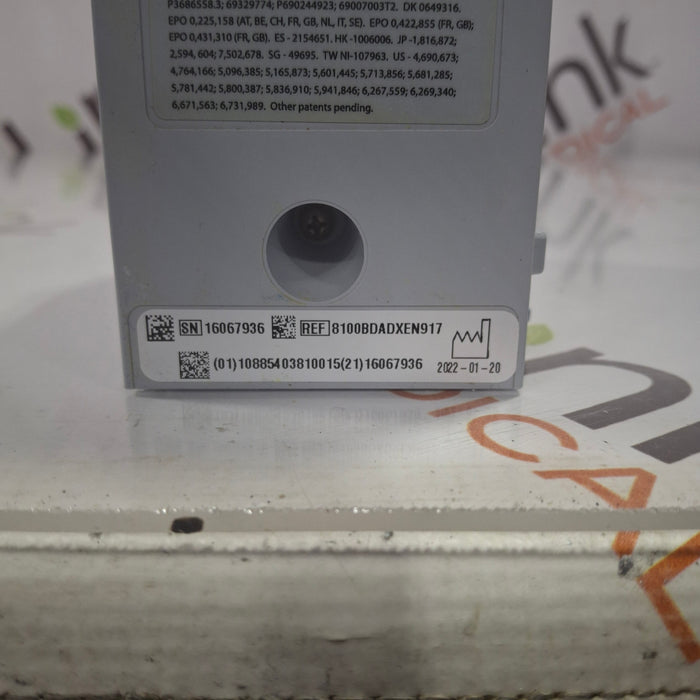 P3686558.3; 69329774; P690244923; 69007003T2. DK 0649316.
EPO 0,225,158 (AT, BE, CH, FR, GB, NL, IT, SE). EPO 0,422,855 (FR, GB);
EPO 0,431,310 (FR, GB). ES - 2154651. HK - 1006006. JP -1,816,872;
2,594,604; 7,502,678. SG - 49695. TW NI-107963. US - 4,690,673;
4,764,166; 5,096,385; 5,165,873; 5,601,445; 5,713,856; 5,681,285;
5,781,442; 5,800,387; 5,836,910; 5,941,846; 6,267,559; 6,269,340;
6,671,563; 6,731,989. Other patents pending.
SN 16067936 REF 8100BDADXEN917
(01)10885403810015(21)16067936 2022-01-20